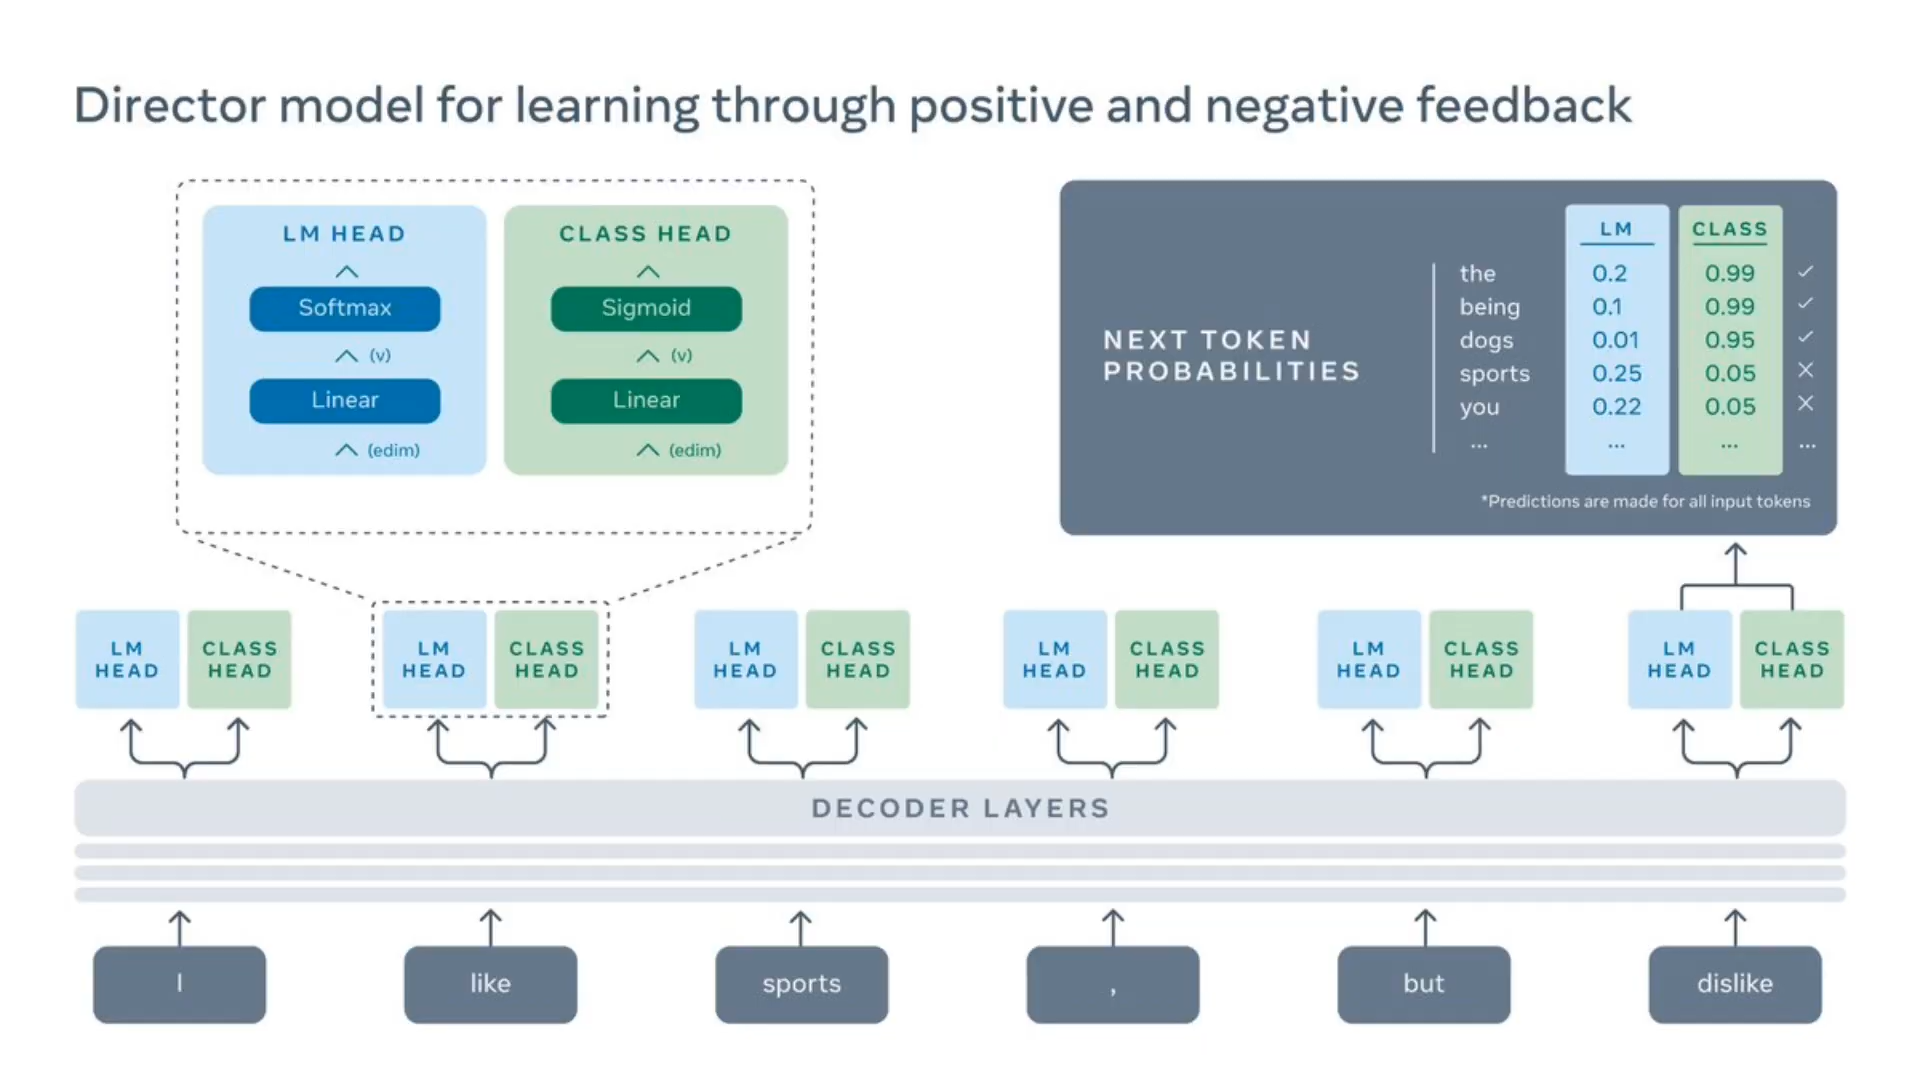 Director model for learning through positive and negative feedback
LM HEAD
Softmax
(v)
Linear
(edim)
CLASS HEAD
Sigmoid
(v)
Linear
(edim)
NEXT TOKEN
PROBABILITIES
LM CLASS
the 0.2 0.99 ✓
being 0.1 0.99 ✓
dogs 0.01 0.95 ✓
sports 0.25 0.05 ×
you 0.22 0.05 ×
... ... ... ...
*Predictions are made for all input tokens
LM
HEAD
CLASS
HEAD
LM
HEAD
CLASS
HEAD
LM
HEAD
CLASS
HEAD
LM
HEAD
CLASS
HEAD
LM
HEAD
CLASS
HEAD
LM
HEAD
CLASS
HEAD
DECODER LAYERS
I
like
sports
,
but
dislike